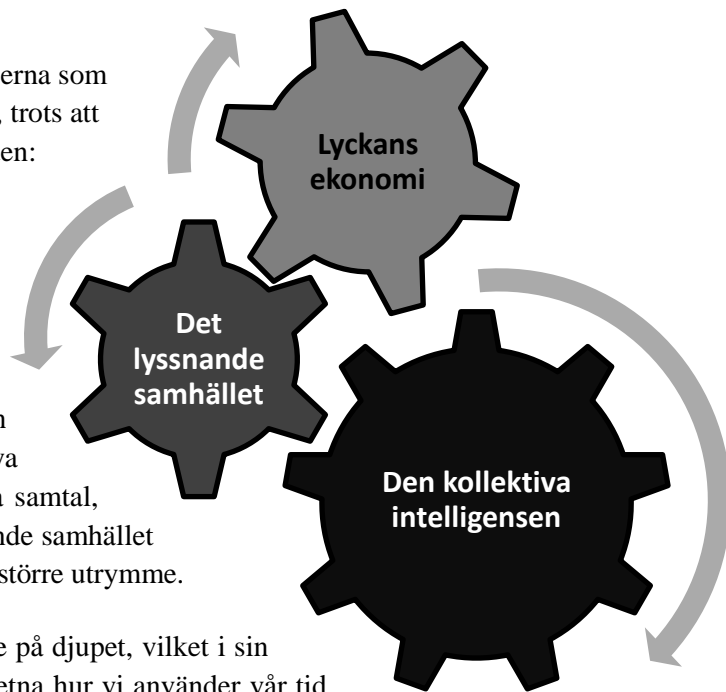 erna som
, trots att
en:
Lyckans
ekonomi
Det
lyssnande
samhället
Den kollektiva
intelligensen
va
samtal,
nde samhället
större utrymme.
e på djupet, vilket i sin
etna hur vi använder vår tid